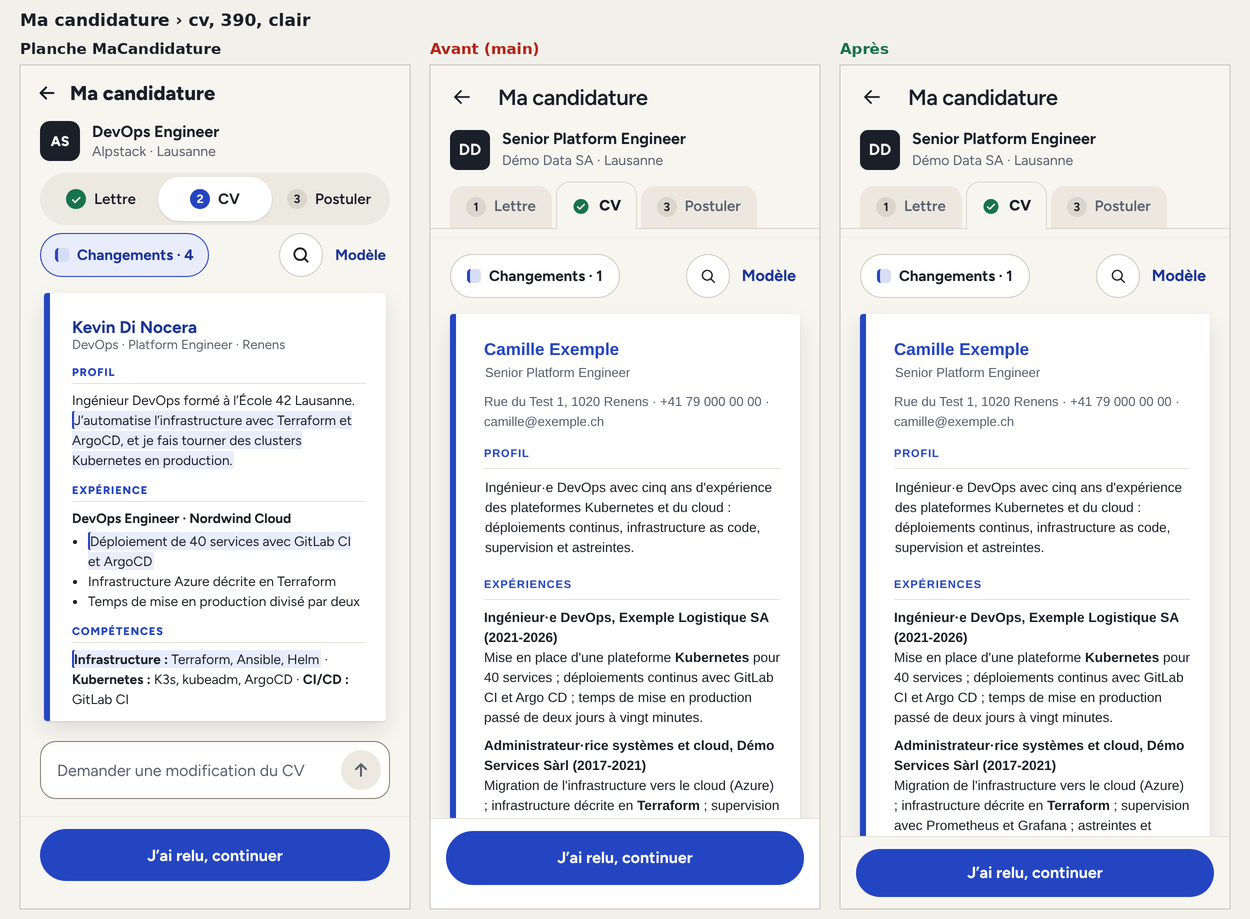 Ma candidature › cv, 390, clair
Planche MaCandidature
Ma candidature
AS
DevOps Engineer
Alpstack · Lausanne
Lettre
2 CV
3 Postuler
Changements · 4
Modèle
Kevin Di Nocera
DevOps · Platform Engineer · Renens
PROFIL
Ingénieur DevOps formé à l’École 42 Lausanne.
J’automatise l’infrastructure avec Terraform et
ArgoCD, et je fais tourner des clusters
Kubernetes en production.
EXPÉRIENCE
DevOps Engineer · Nordwind Cloud
• Déploiement de 40 services avec GitLab CI
et ArgoCD
• Infrastructure Azure décrite en Terraform
• Temps de mise en production divisé par deux
COMPÉTENCES
Infrastructure : Terraform, Ansible, Helm ·
Kubernetes : K3s, kubeadm, ArgoCD · CI/CD :
GitLab CI
Demander une modification du CV
J’ai relu, continuer
Avant (main)
Ma candidature
DD
Senior Platform Engineer
Démo Data SA · Lausanne
1 Lettre
CV
3 Postuler
Changements · 1
Modèle
Camille Exemple
Senior Platform Engineer
Rue du Test 1, 1020 Renens · +41 79 000 00 00 ·
camille@exemple.ch
PROFIL
Ingénieur·e DevOps avec cinq ans d'expérience
des plateformes Kubernetes et du cloud :
déploiements continus, infrastructure as code,
supervision et astreintes.
EXPÉRIENCES
Ingénieur·e DevOps, Exemple Logistique SA
(2021-2026)
Mise en place d'une plateforme Kubernetes pour
40 services ; déploiements continus avec GitLab
CI et Argo CD ; temps de mise en production
passé de deux jours à vingt minutes.
Administrateur·rice systèmes et cloud, Démo
Services Sàrl (2017-2021)
Migration de l'infrastructure vers le cloud (Azure)
; infrastructure décrite en Terraform ; supervision
J’ai relu, continuer
Après
Ma candidature
DD
Senior Platform Engineer
Démo Data SA · Lausanne
1 Lettre
CV
3 Postuler
Changements · 1
Modèle
Camille Exemple
Senior Platform Engineer
Rue du Test 1, 1020 Renens · +41 79 000 00 00 ·
camille@exemple.ch
PROFIL
Ingénieur·e DevOps avec cinq ans d'expérience
des plateformes Kubernetes et du cloud :
déploiements continus, infrastructure as code,
supervision et astreintes.
EXPÉRIENCES
Ingénieur·e DevOps, Exemple Logistique SA
(2021-2026)
Mise en place d'une plateforme Kubernetes pour
40 services ; déploiements continus avec GitLab
CI et Argo CD ; temps de mise en production
passé de deux jours à vingt minutes.
Administrateur·rice systèmes et cloud, Démo
Services Sàrl (2017-2021)
Migration de l'infrastructure vers le cloud (Azure)
; infrastructure décrite en Terraform ; supervision
avec Prometheus et Grafana ; astreintes et
J’ai relu, continuer